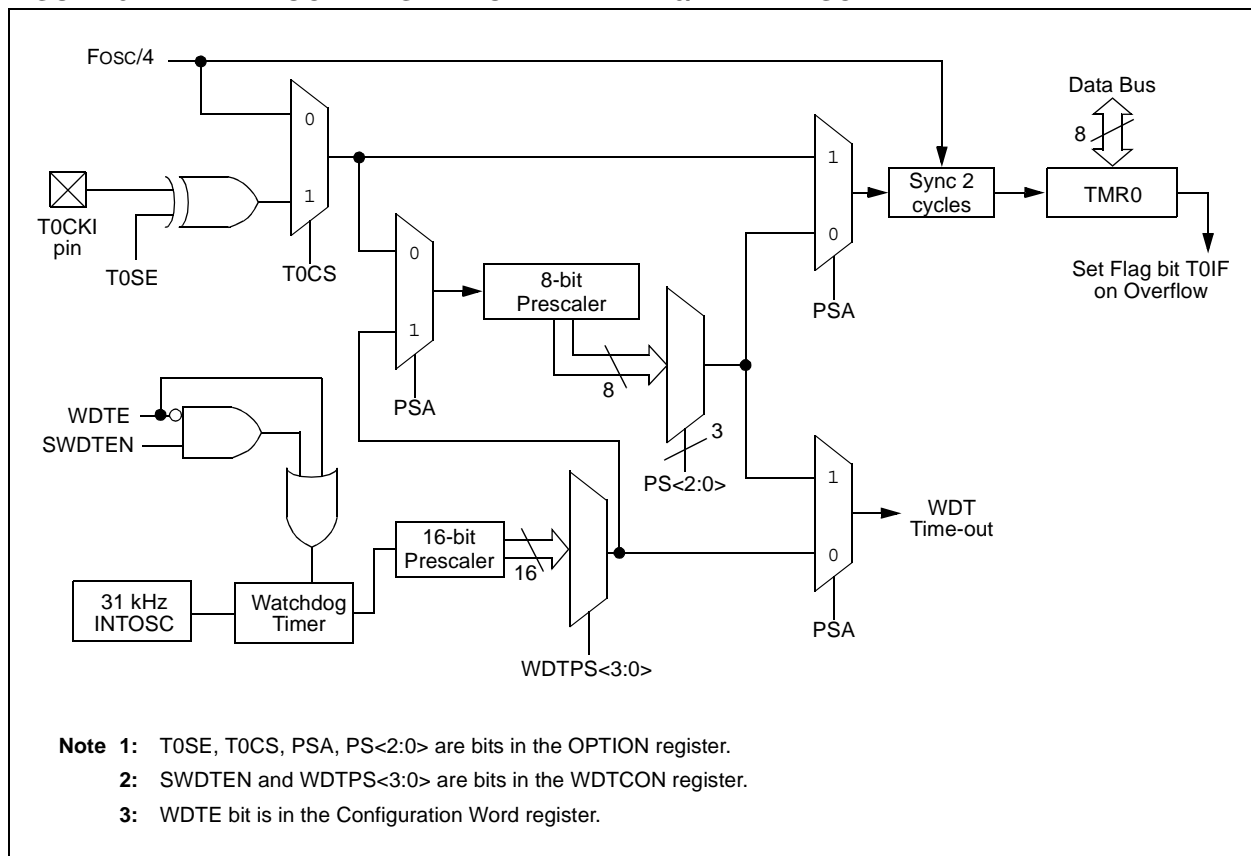 FOSC/4
Data Bus
8
0
1
T0CKI
pin
T0SE
T0CS
1
0
PSA
Sync 2
cycles
TMR0
Set Flag bit T0IF
on Overflow
0
1
PSA
8-bit
Prescaler
8
3
PS<2:0>
WDTE
SWDTEN
1
0
PSA
WDT
Time-out
16-bit
Prescaler
16
WDTPS<3:0>
31 kHz
INTOSC
Watchdog
Timer
Note 1: T0SE, T0CS, PSA, PS<2:0> are bits in the OPTION register.
2: SWDTEN and WDTPS<3:0> are bits in the WDTCON register.
3: WDTE bit is in the Configuration Word register.